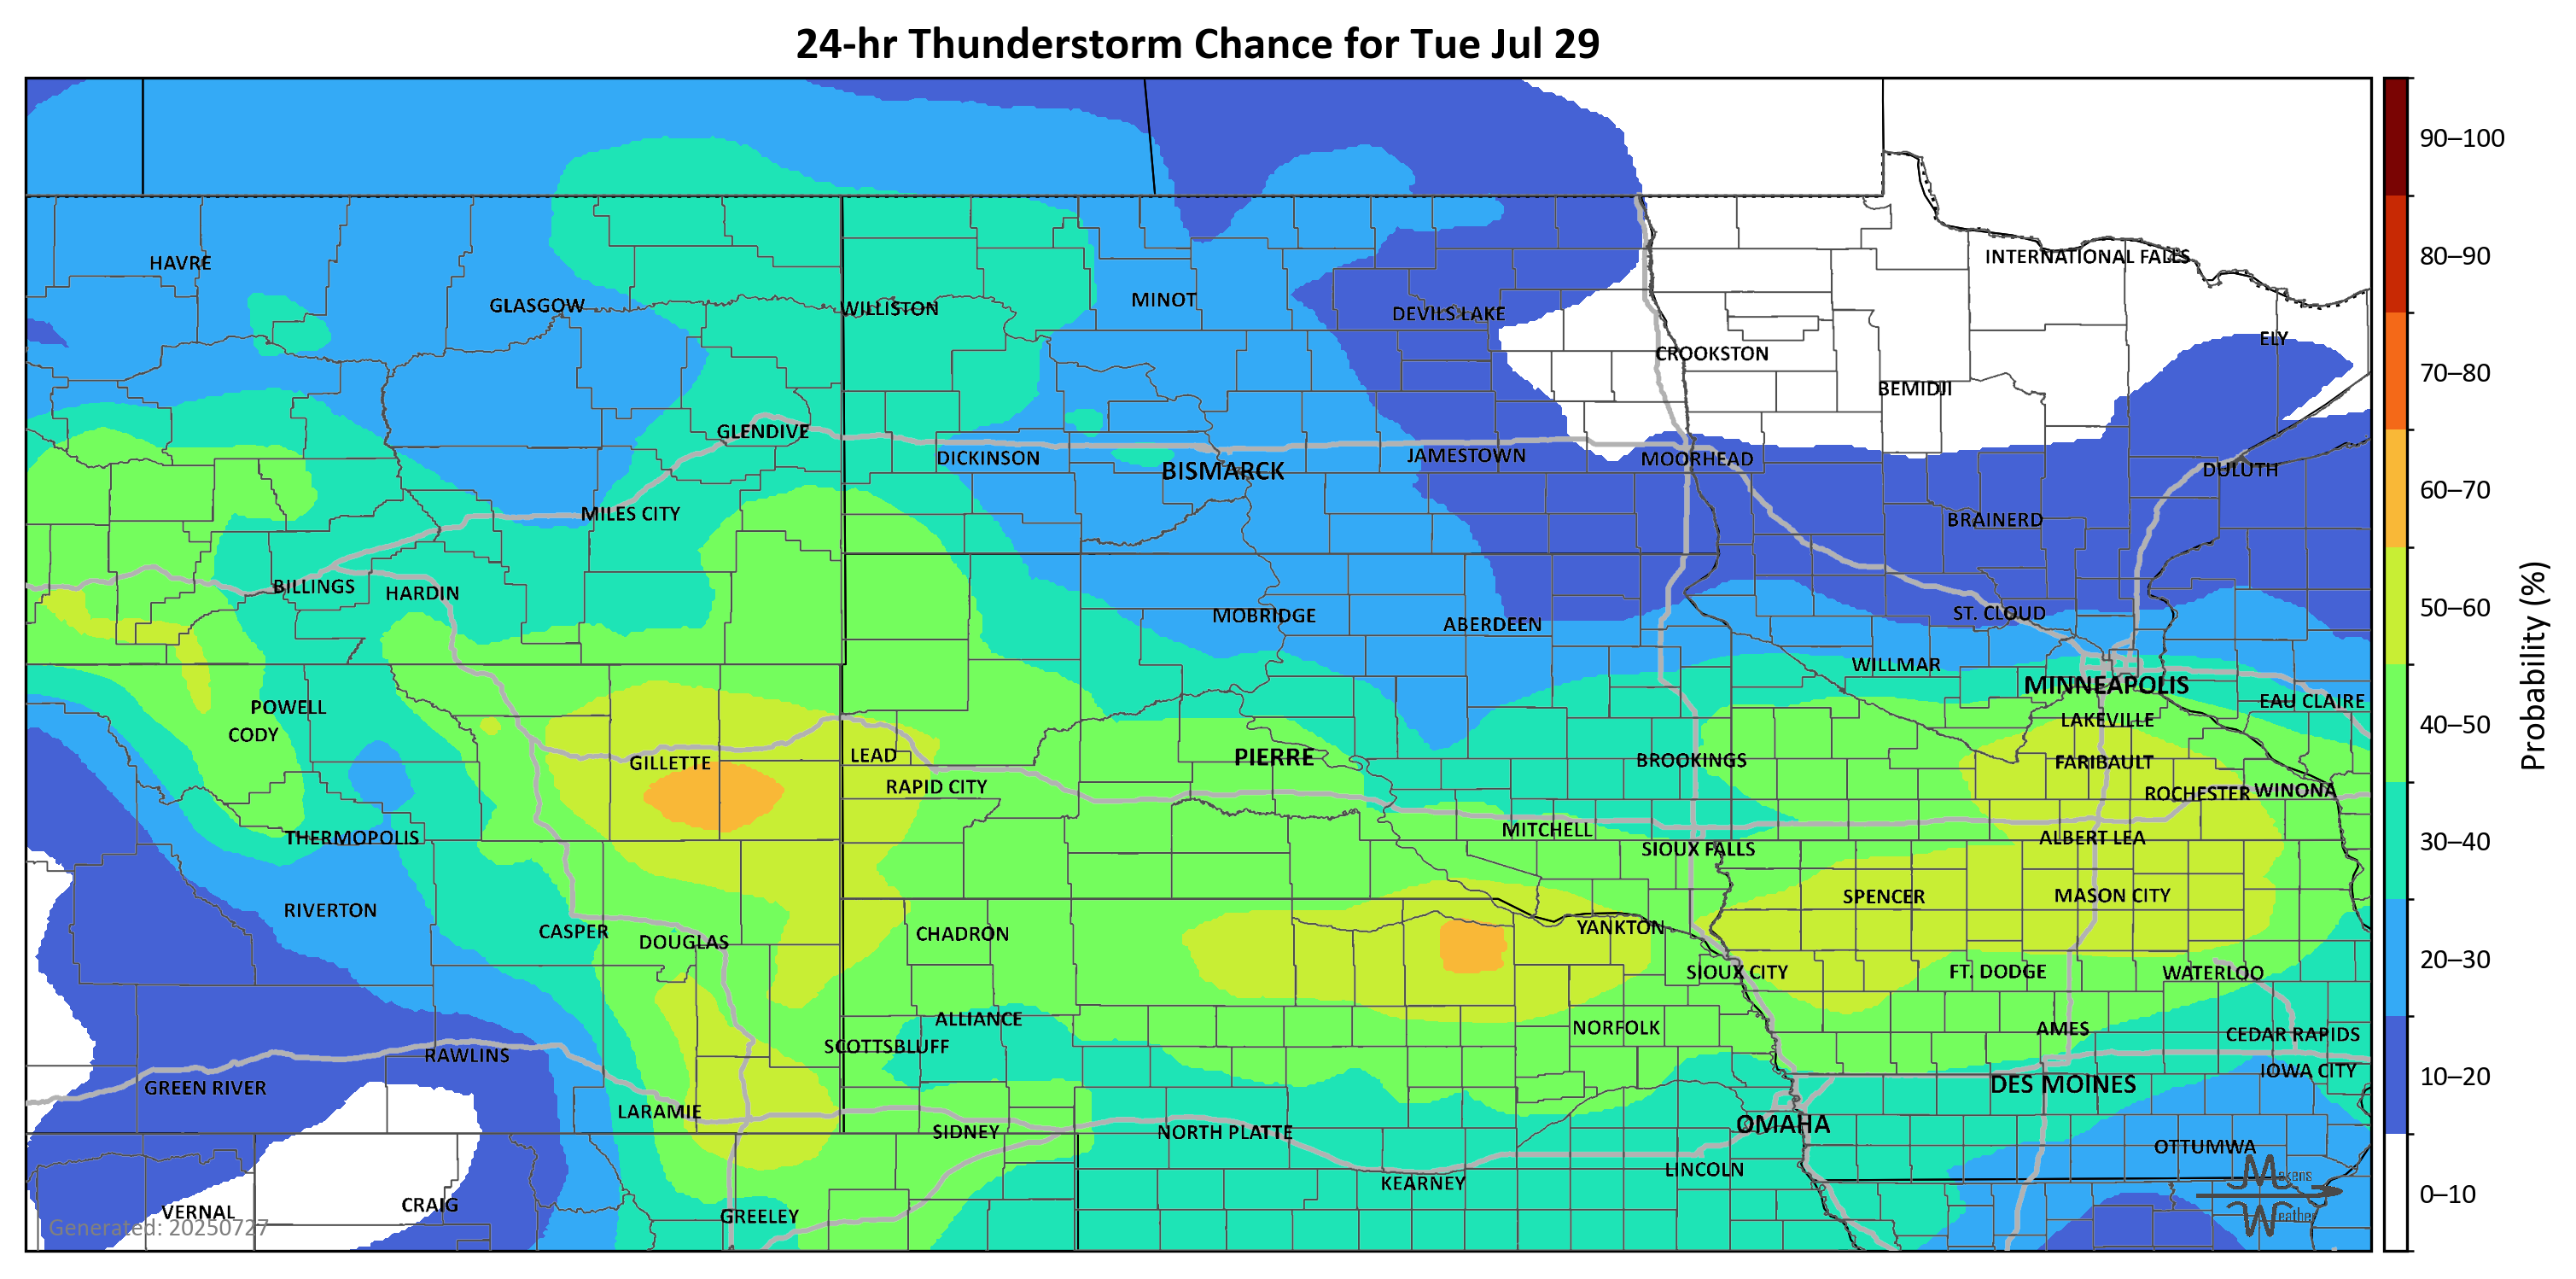 24-hr Thunderstorm Chance for Tue Jul 29
90–100
80–90
70–80
60–70
50–60
40–50
30–40
20–30
10–20
0–10
Probability (%)
HAVRE
GLASGOW
WILLISTON
MINOT
DEVILS LAKE
INTERNATIONAL FALLS
ELY
CROOKSTON
BEMIDJI
GLENDIVE
DICKINSON
BISMARCK
JAMESTOWN
MOORHEAD
DULUTH
MILES CITY
BRAINERD
BILLINGS
HARDIN
MOBRIDGE
ABERDEEN
ST. CLOUD
WILLMAR
MINNEAPOLIS
EAU CLAIRE
POWELL
CODY
LAKEVILLE
GILLETTE
LEAD
PIERRE
BROOKINGS
FARIBAULT
RAPID CITY
ROCHESTER
WINONA
THERMOPOLIS
MITCHELL
SIOUX FALLS
ALBERT LEA
RIVERTON
SPENCER
MASON CITY
CASPER
DOUGLAS
CHADRON
YANKTON
SIOUX CITY
FT. DODGE
WATERLOO
ALLIANCE
NORFOLK
AMES
CEDAR RAPIDS
SCOTTSBLUFF
RAWLINS
GREEN RIVER
IOWA CITY
DES MOINES
LARAMIE
SIDNEY
NORTH PLATTE
OMAHA
OTTUMWA
LINCOLN
KEARNEY
VERNAL
CRAIG
GREELEY
Generated: 20250727
Makens
Weather